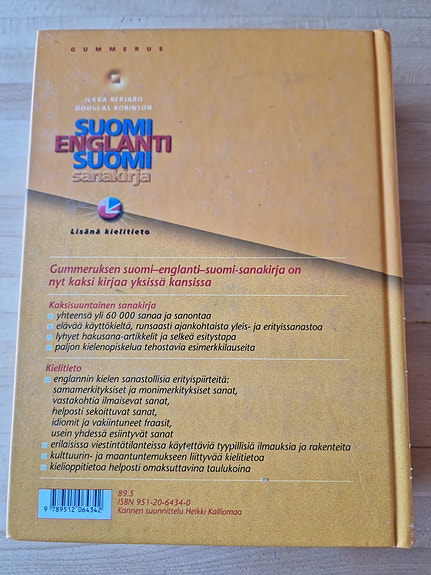 GUMMERUS
ILKKA REKIARO
DOUGLAS ROBINSON
SUOMI
ENGLANTI
SUOMI
sanakirja
Lisänä kielitieto
Gummeruksen suomi–englanti–suomi-sanakirja on
nyt kaksi kirjaa yksissä kansissa
Kaksisuuntainen sanakirja
yhteensä yli 60 000 sanaa ja sanontaa
elävää käyttökieltä, runsaasti ajankohtaista yleis- ja erityissanastoa
lyhyet hakusana-artikkelit ja selkeä esitystapa
paljon kielenopiskelua tehostavia esimerkkilauseita
Kielitieto
englannin kielen sanastollisia erityispiirteitä:
samamerkityksiset ja monimerkityksiset sanat,
vastakohtia ilmaisevat sanat,
helposti sekoittuvat sanat,
idiomit ja vakiintuneet fraasit,
usein yhdessä esiintyvät sanat
erilaisissa viestintätilanteissa käytettäviä tyypillisiä ilmauksia ja rakenteita
kulttuurin- ja maantuntemukseen liittyvää kielitietoa
kielioppitietoa helposti omaksuttavina taulukoina
89.5
ISBN 951-20-6434-0
Kannen suunnittelu Heikki Kalliomaa
9 789512 064342